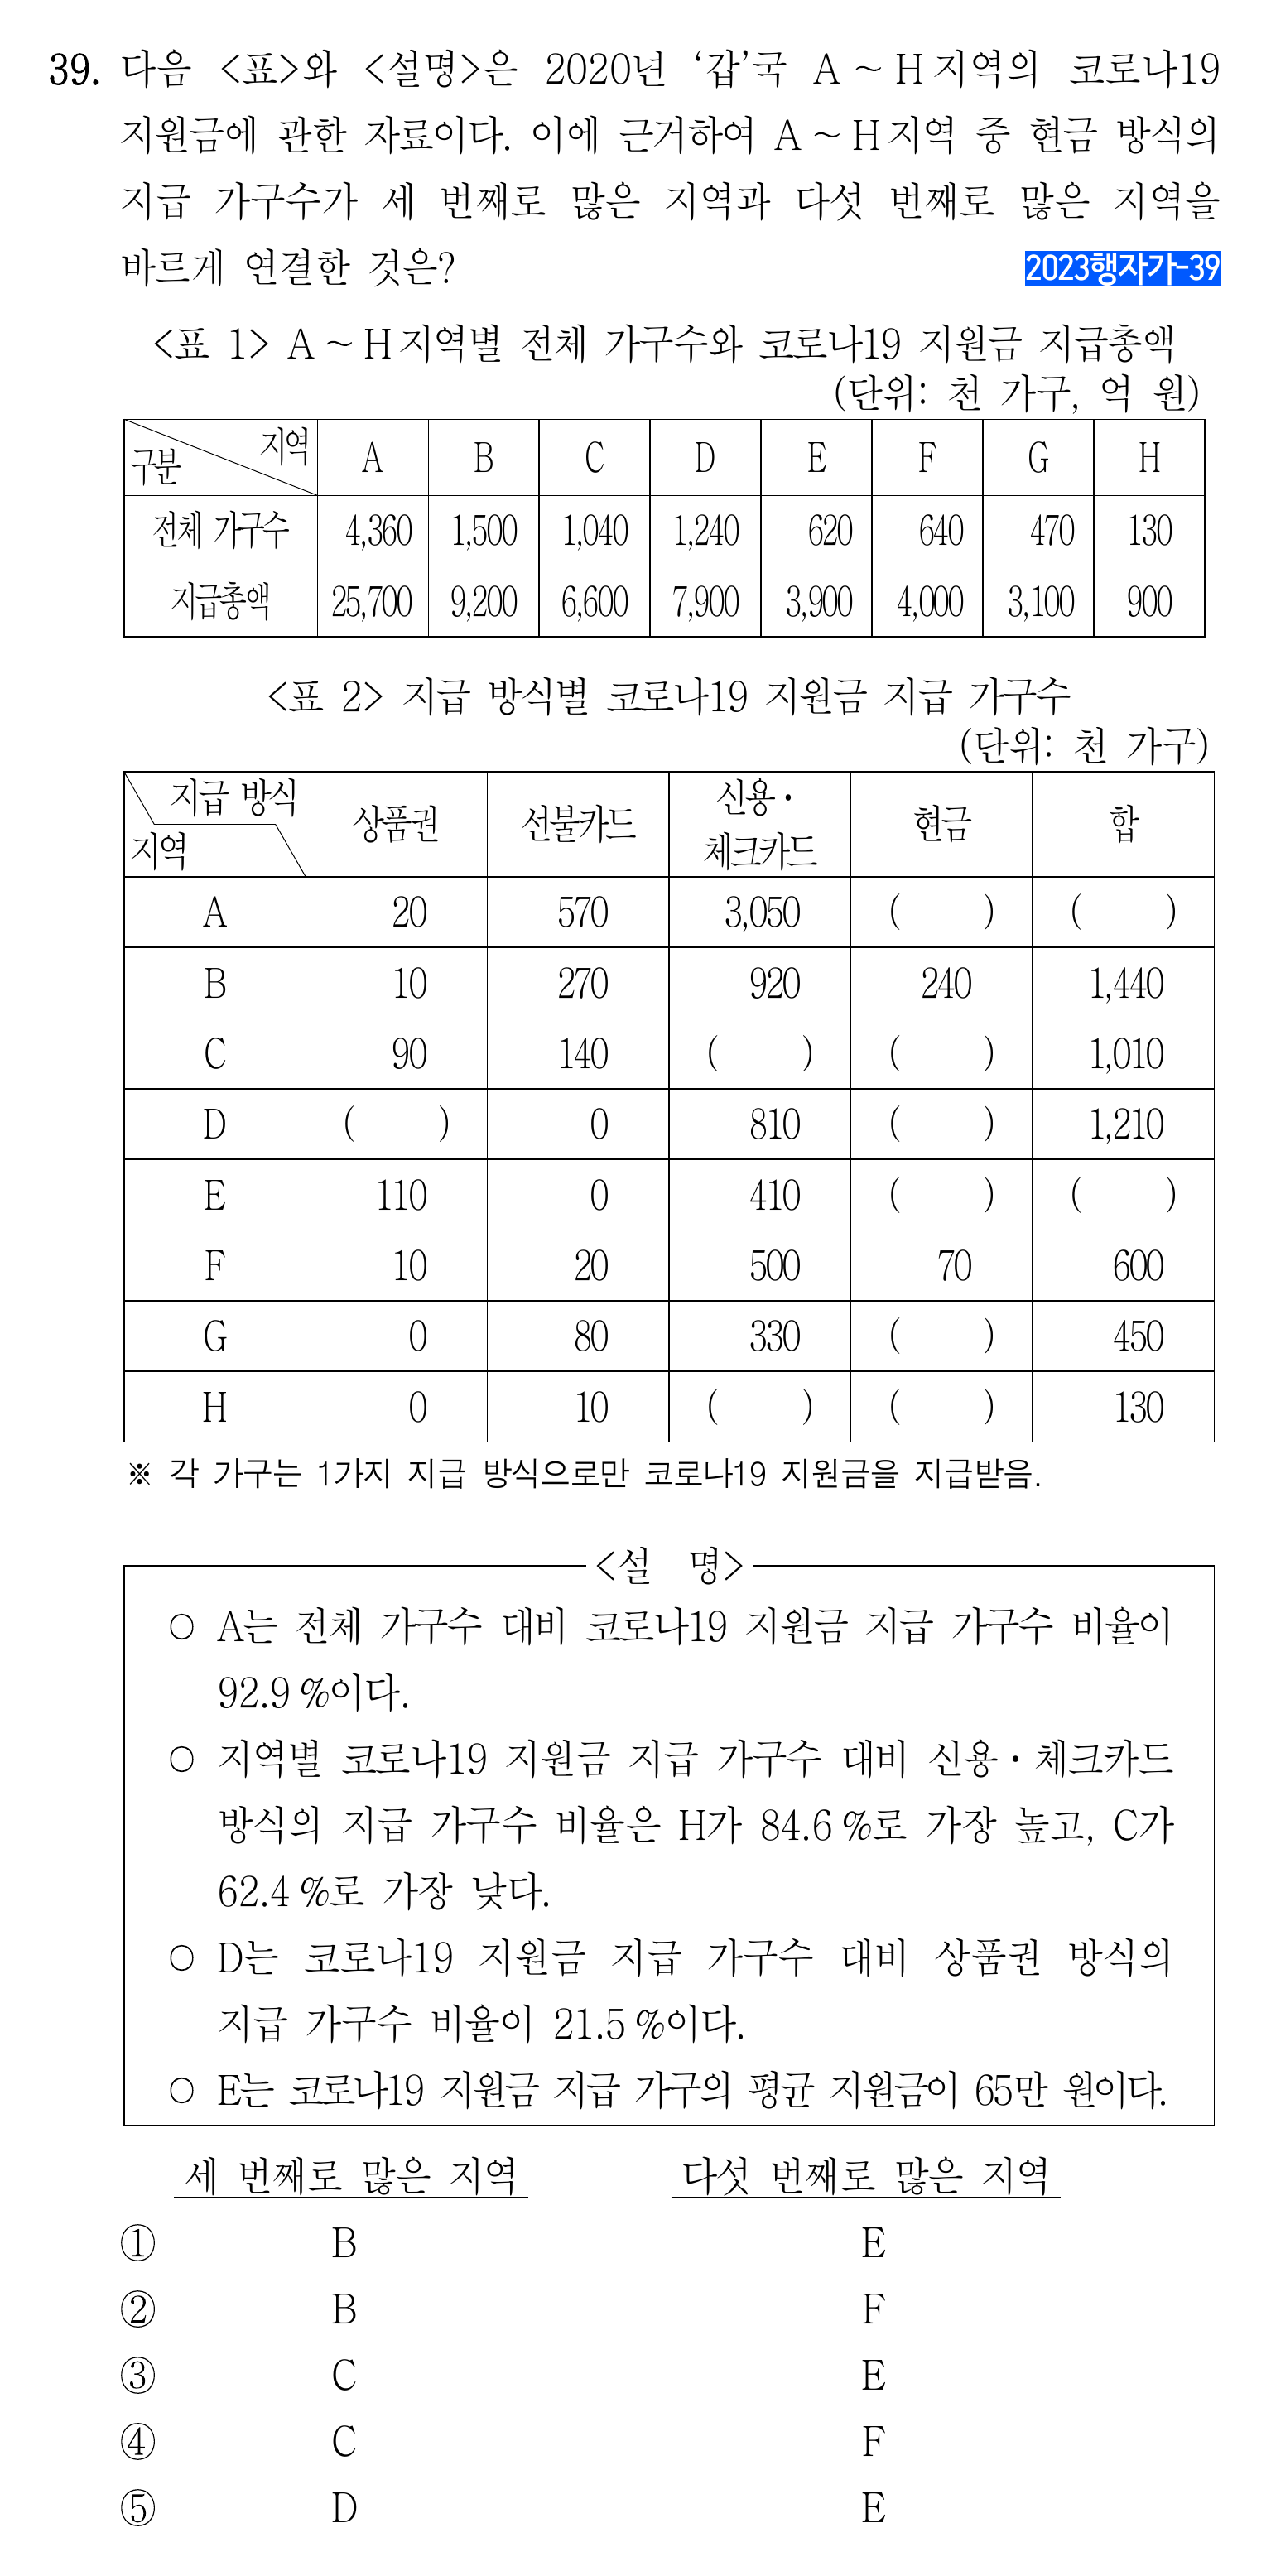 39. 다음 <표>와 <설명>은 2020년 ‘갑’국 A ~ H지역의 코로나19
지원금에 관한 자료이다. 이에 근거하여 A ~ H지역 중 현금 방식의
지급 가구수가 세 번째로 많은 지역과 다섯 번째로 많은 지역을
바르게 연결한 것은?
2023행자가-39
<표 1> A ~ H지역별 전체 가구수와 코로나19 지원금 지급총액
(단위: 천 가구, 억 원)
구분 지역 A B C D E F G H
전체 가구수 4,360 1,500 1,040 1,240 620 640 470 130
지급총액 25,700 9,200 6,600 7,900 3,900 4,000 3,100 900
<표 2> 지급 방식별 코로나19 지원금 지급 가구수
(단위: 천 가구)
지급 방식
지역 상품권 선불카드 신용·체크카드 현금 합
A 20 570 3,050 ( ) ( )
B 10 270 920 240 1,440
C 90 140 ( ) ( ) 1,010
D ( ) 0 810 ( ) 1,210
E 110 0 410 ( ) ( )
F 10 20 500 70 600
G 0 80 330 ( ) 450
H 0 10 ( ) ( ) 130
※ 각 가구는 1가지 지급 방식으로만 코로나19 지원금을 지급받음.
<설 명>
○ A는 전체 가구수 대비 코로나19 지원금 지급 가구수 비율이
92.9%이다.
○ 지역별 코로나19 지원금 지급 가구수 대비 신용·체크카드
방식의 지급 가구수 비율은 H가 84.6%로 가장 높고, C가
62.4%로 가장 낮다.
○ D는 코로나19 지원금 지급 가구수 대비 상품권 방식의
지급 가구수 비율이 21.5%이다.
○ E는 코로나19 지원금 지급 가구의 평균 지원금이 65만 원이다.
세 번째로 많은 지역 다섯 번째로 많은 지역
① B E
② B F
③ C E
④ C F
⑤ D E